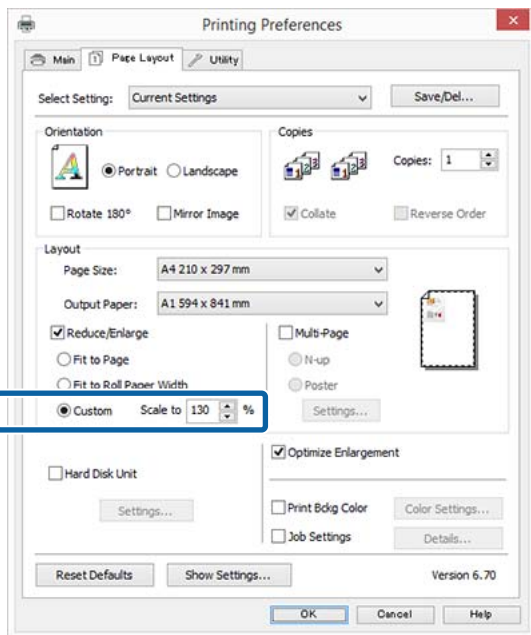 Printing Preferences
Main Page Layout Utility
Select Setting: Current Settings Save/Del...
Orientation
Portrait Landscape
Rotate 180° Mirror Image
Copies
Copies: 1
Collate Reverse Order
Layout
Page Size: A4 210 x 297 mm
Output Paper: A1 594 x 841 mm
Reduce/Enlarge
Fit to Page
Fit to Roll Paper Width
Custom Scale to 130 %
Multi-Page
N-up
Poster
Settings...
Optimize Enlargement
Hard Disk Unit
Settings...
Print Bckg Color Color Settings...
Job Settings Details...
Reset Defaults Show Settings... Version 6.70
OK Cancel Help